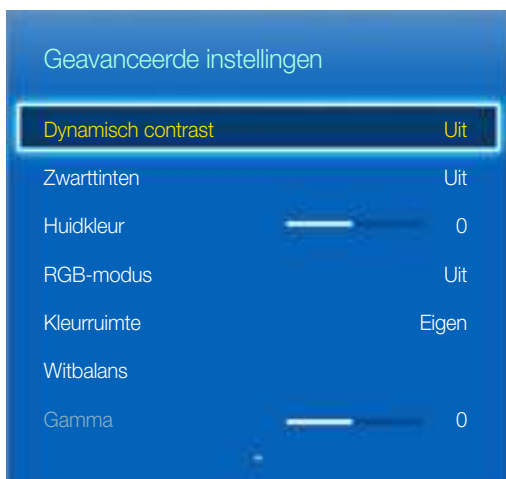 Geavanceerde instellingen
Dynamisch contrast Uit
Zwarttinten Uit
Huidkleur 0
RGB-modus Uit
Kleurruimte Eigen
Witbalans
Gamma 0